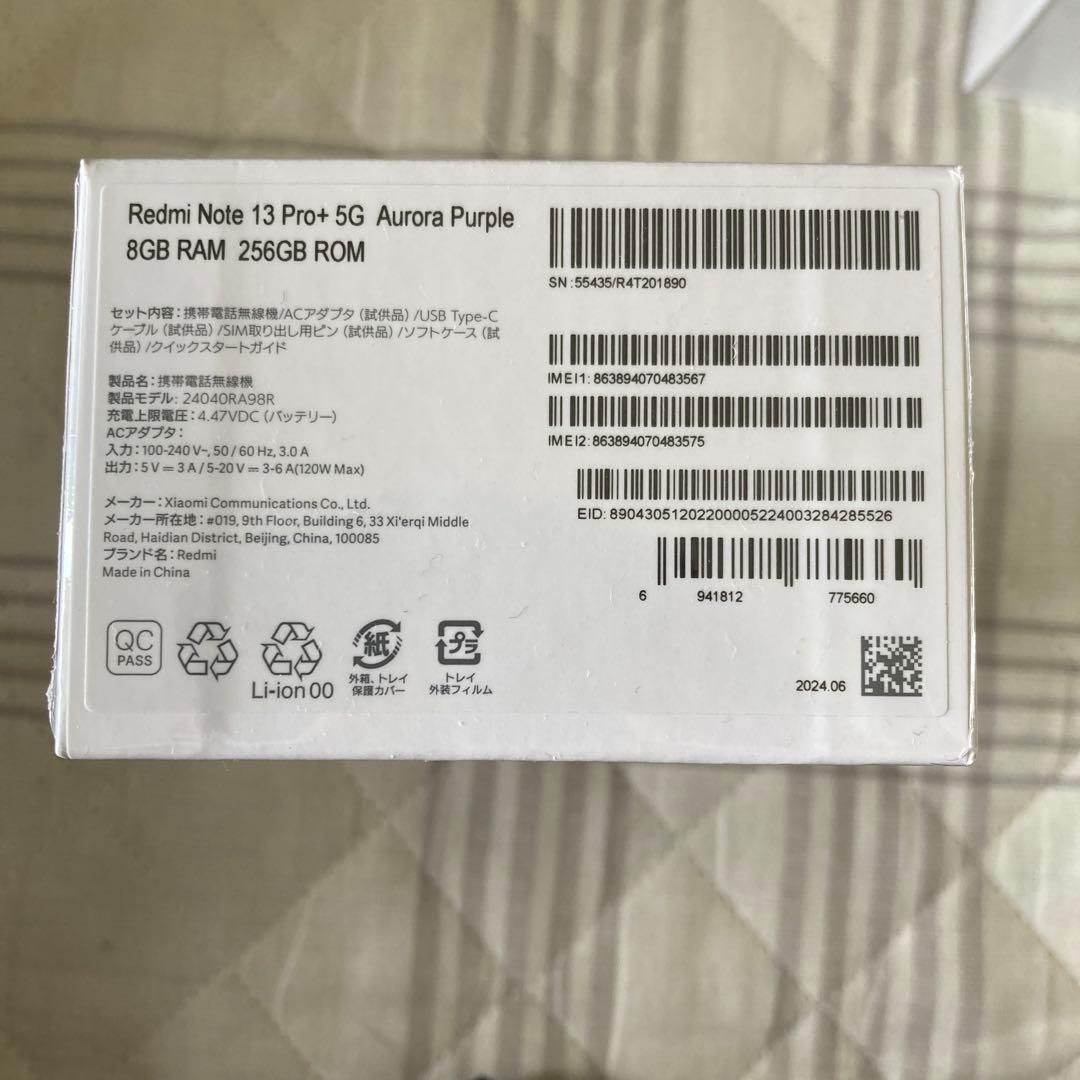 Redmi Note 13 Pro+ 5G Aurora Purple
8GB RAM 256GB ROM
セット内容：携帯電話無線機/ACアダプタ（試供品）/USB Type-C
ケーブル（試供品）/SIM取り出し用ピン（試供品）/ソフトケース（試
供品）/クイックスタートガイド
製品名：携帯電話無線機
製品モデル：24040RA98R
充電上限電圧：4.47VDC（バッテリー）
ACアダプタ：
入力：100-240 V~, 50 / 60 Hz, 3.0 A
出力：5 V = 3 A / 5-20 V = 3-6 A(120W Max)
メーカー：Xiaomi Communications Co., Ltd.
メーカー所在地：#019, 9th Floor, Building 6, 33 Xi'erqi Middle
Road, Haidian District, Beijing, China, 100085
ブランド名：Redmi
Made in China
QC
PASS
Li-ion 00
紙
外箱、トレイ
保護カバー
プラ
トレイ
外装フィルム
SN:55435/R4T201890
IMEI1: 863894070483567
IMEI2: 863894070483575
EID: 89043051202200005224003284285526
6 941812 775660
2024.06